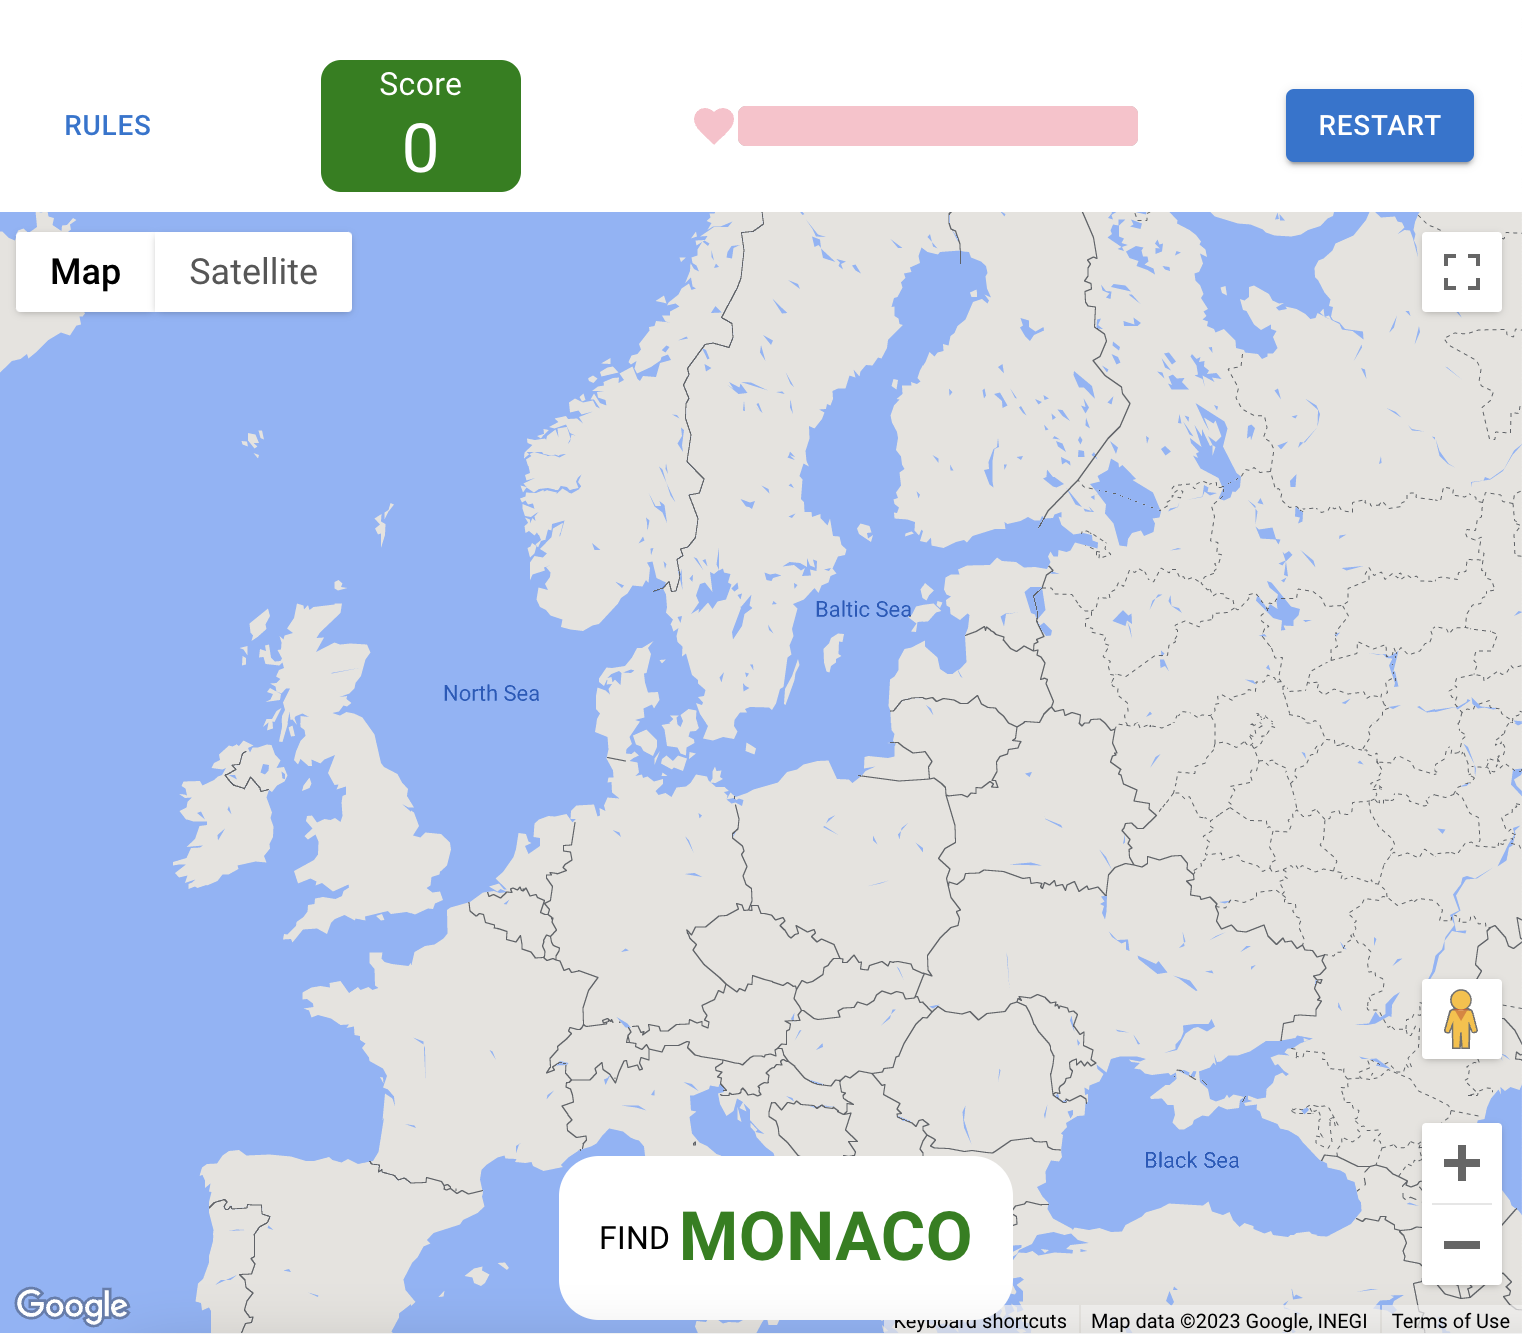 RULES
Score
0
RESTART
Map
Satellite
Baltic Sea
North Sea
Black Sea
FIND MONACO
Google
Keyboard shortcuts
Map data ©2023 Google, INEGI
Terms of Use